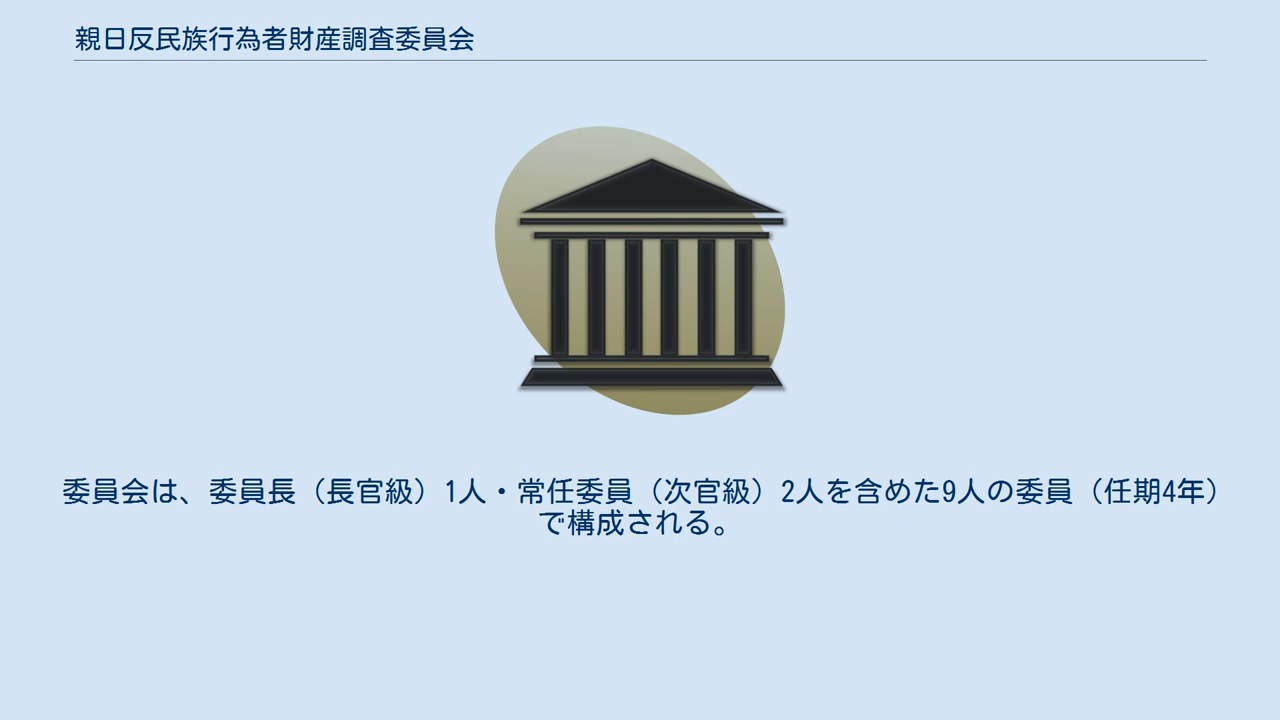 親日反民族行為者財産調査委員会
委員会は、委員長（長官級）1人・常任委員（次官級）2人を含めた9人の委員（任期4年）
で構成される。